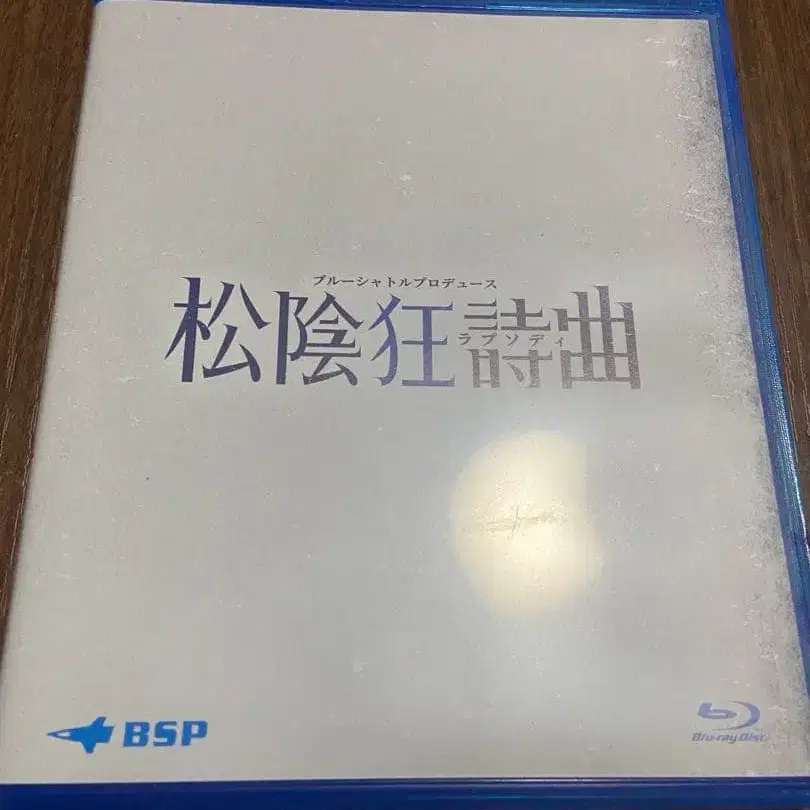 ブルーシャトルプロデュース
松陰狂詩曲
ラプソディ
BSP
Blu-ray Disc